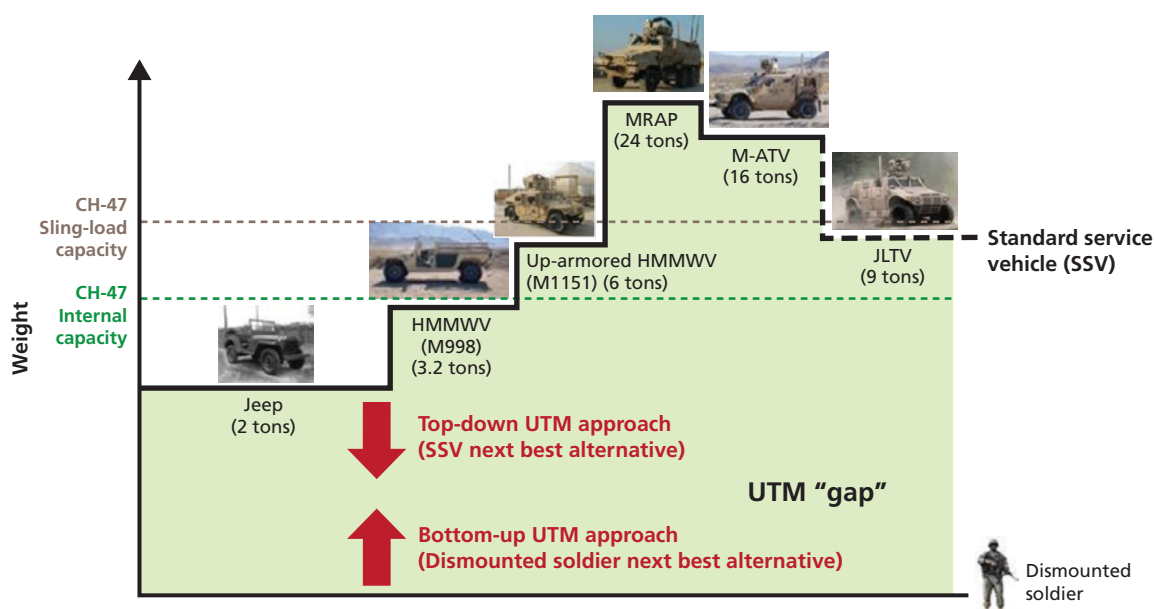 MRAP
(24 tons)
M-ATV
(16 tons)
CH-47
Sling-load
capacity
Standard service
vehicle (SSV)
JLTV
(9 tons)
Up-armored HMMWV
(M1151) (6 tons)
CH-47
Internal
capacity
Weight
HMMWV
(M998)
(3.2 tons)
Jeep
(2 tons)
Top-down UTM approach
(SSV next best alternative)
UTM “gap”
Bottom-up UTM approach
(Dismounted soldier next best alternative)
Dismounted
soldier